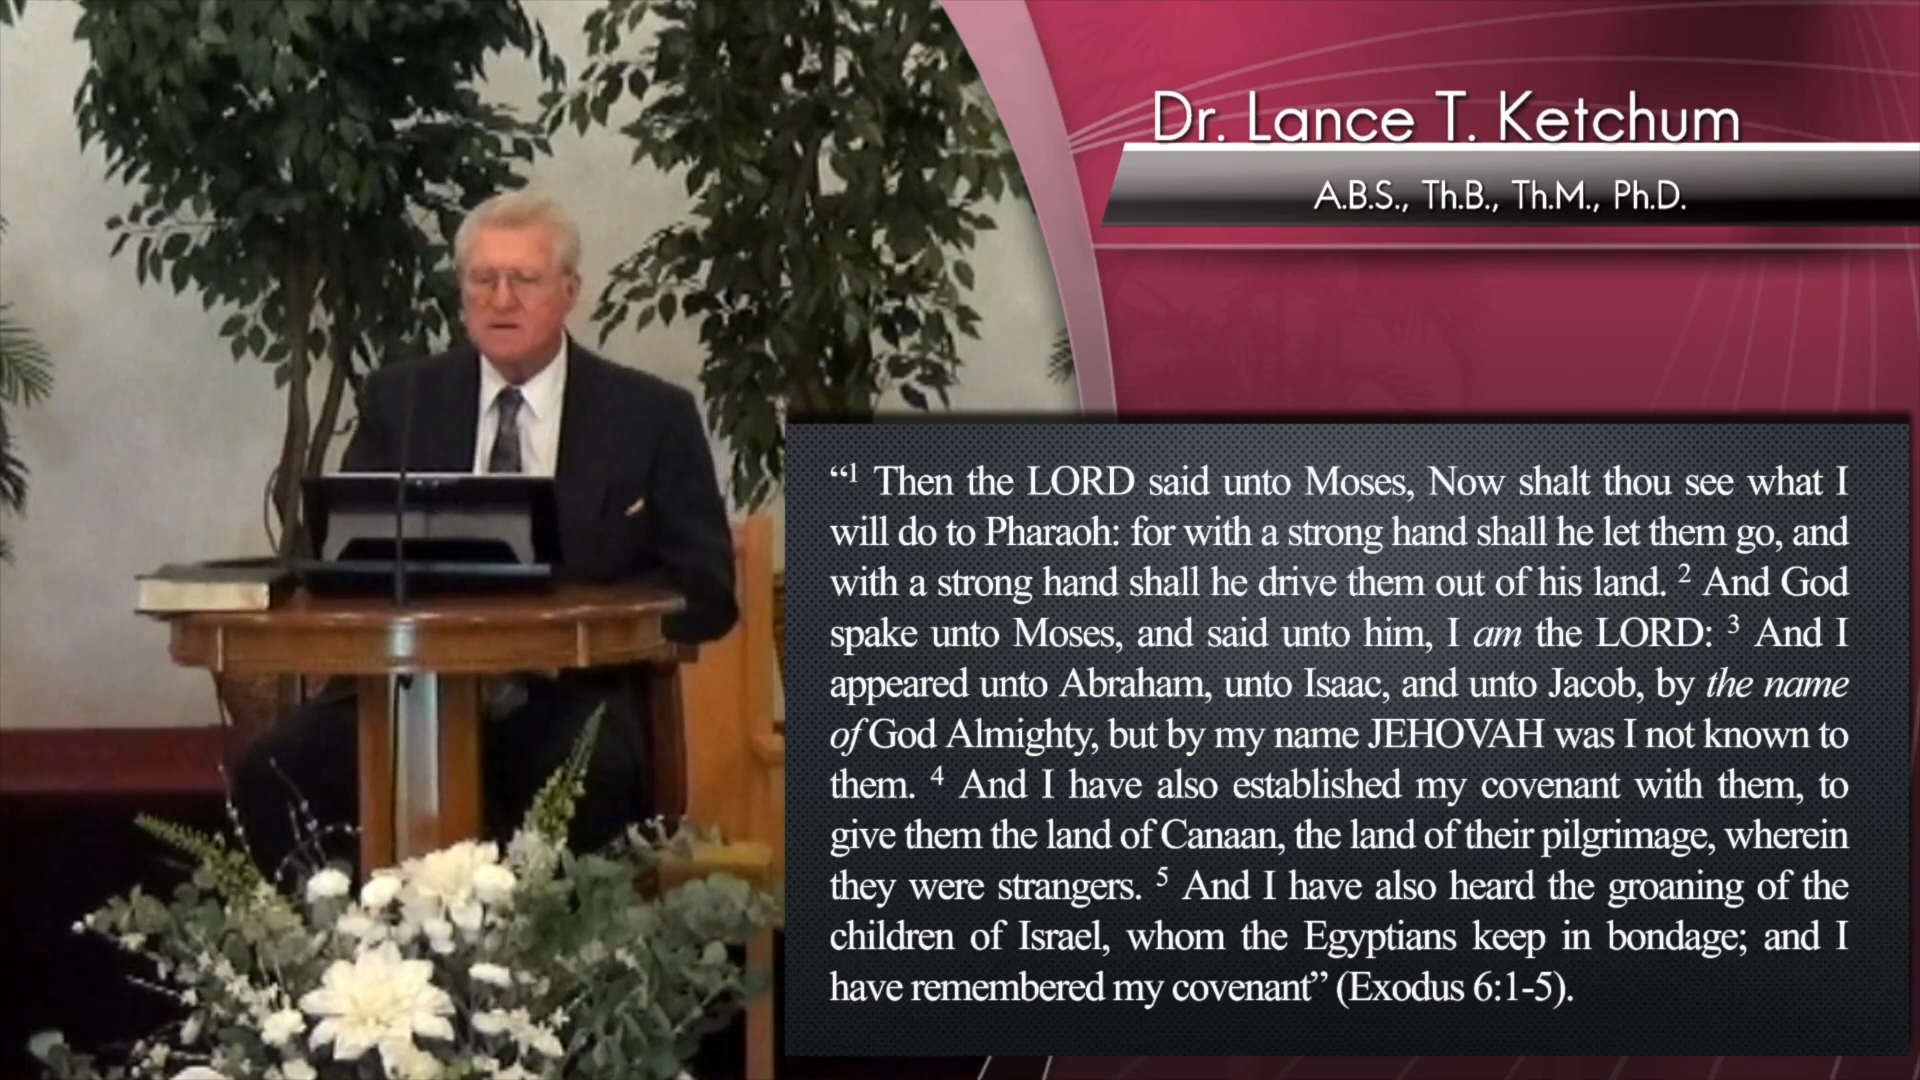 Dr. Lance T. Ketchum
A.B.S., Th.B., Th.M., Ph.D.
“1 Then the LORD said unto Moses, Now shalt thou see what I
will do to Pharaoh: for with a strong hand shall he let them go, and
with a strong hand shall he drive them out of his land. 2 And God
spake unto Moses, and said unto him, I am the LORD: 3 And I
appeared unto Abraham, unto Isaac, and unto Jacob, by the name
of God Almighty, but by my name JEHOVAH was I not known to
them. 4 And I have also established my covenant with them, to
give them the land of Canaan, the land of their pilgrimage, wherein
they were strangers. 5 And I have also heard the groaning of the
children of Israel, whom the Egyptians keep in bondage; and I
have remembered my covenant” (Exodus 6:1-5).